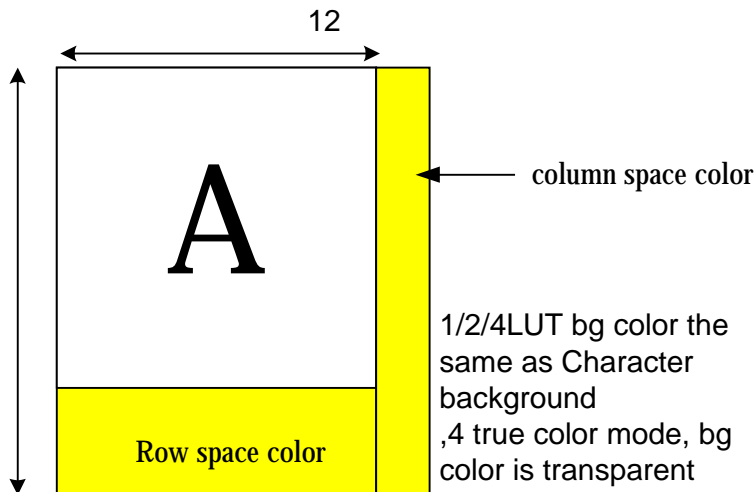 12
A
column space color
1/2/4LUT bg color the
same as Character
background
,4 true color mode, bg
color is transparent
Row space color